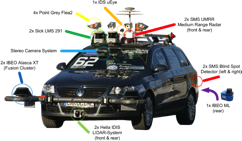 1x IDS uEye
4x Point Grey Flea2
2x SMS UMRR
Medium Range Radar
(front & rear)
2x Sick LMS 291
Stereo Camera System
62
2x IBEO Alasca XT
(Fusion Cluster)
2x SMS Blind Spot
Detector (left & right)
1x IBEO ML
(rear)
2x Hella IDIS
LIDAR-System
(front & rear)